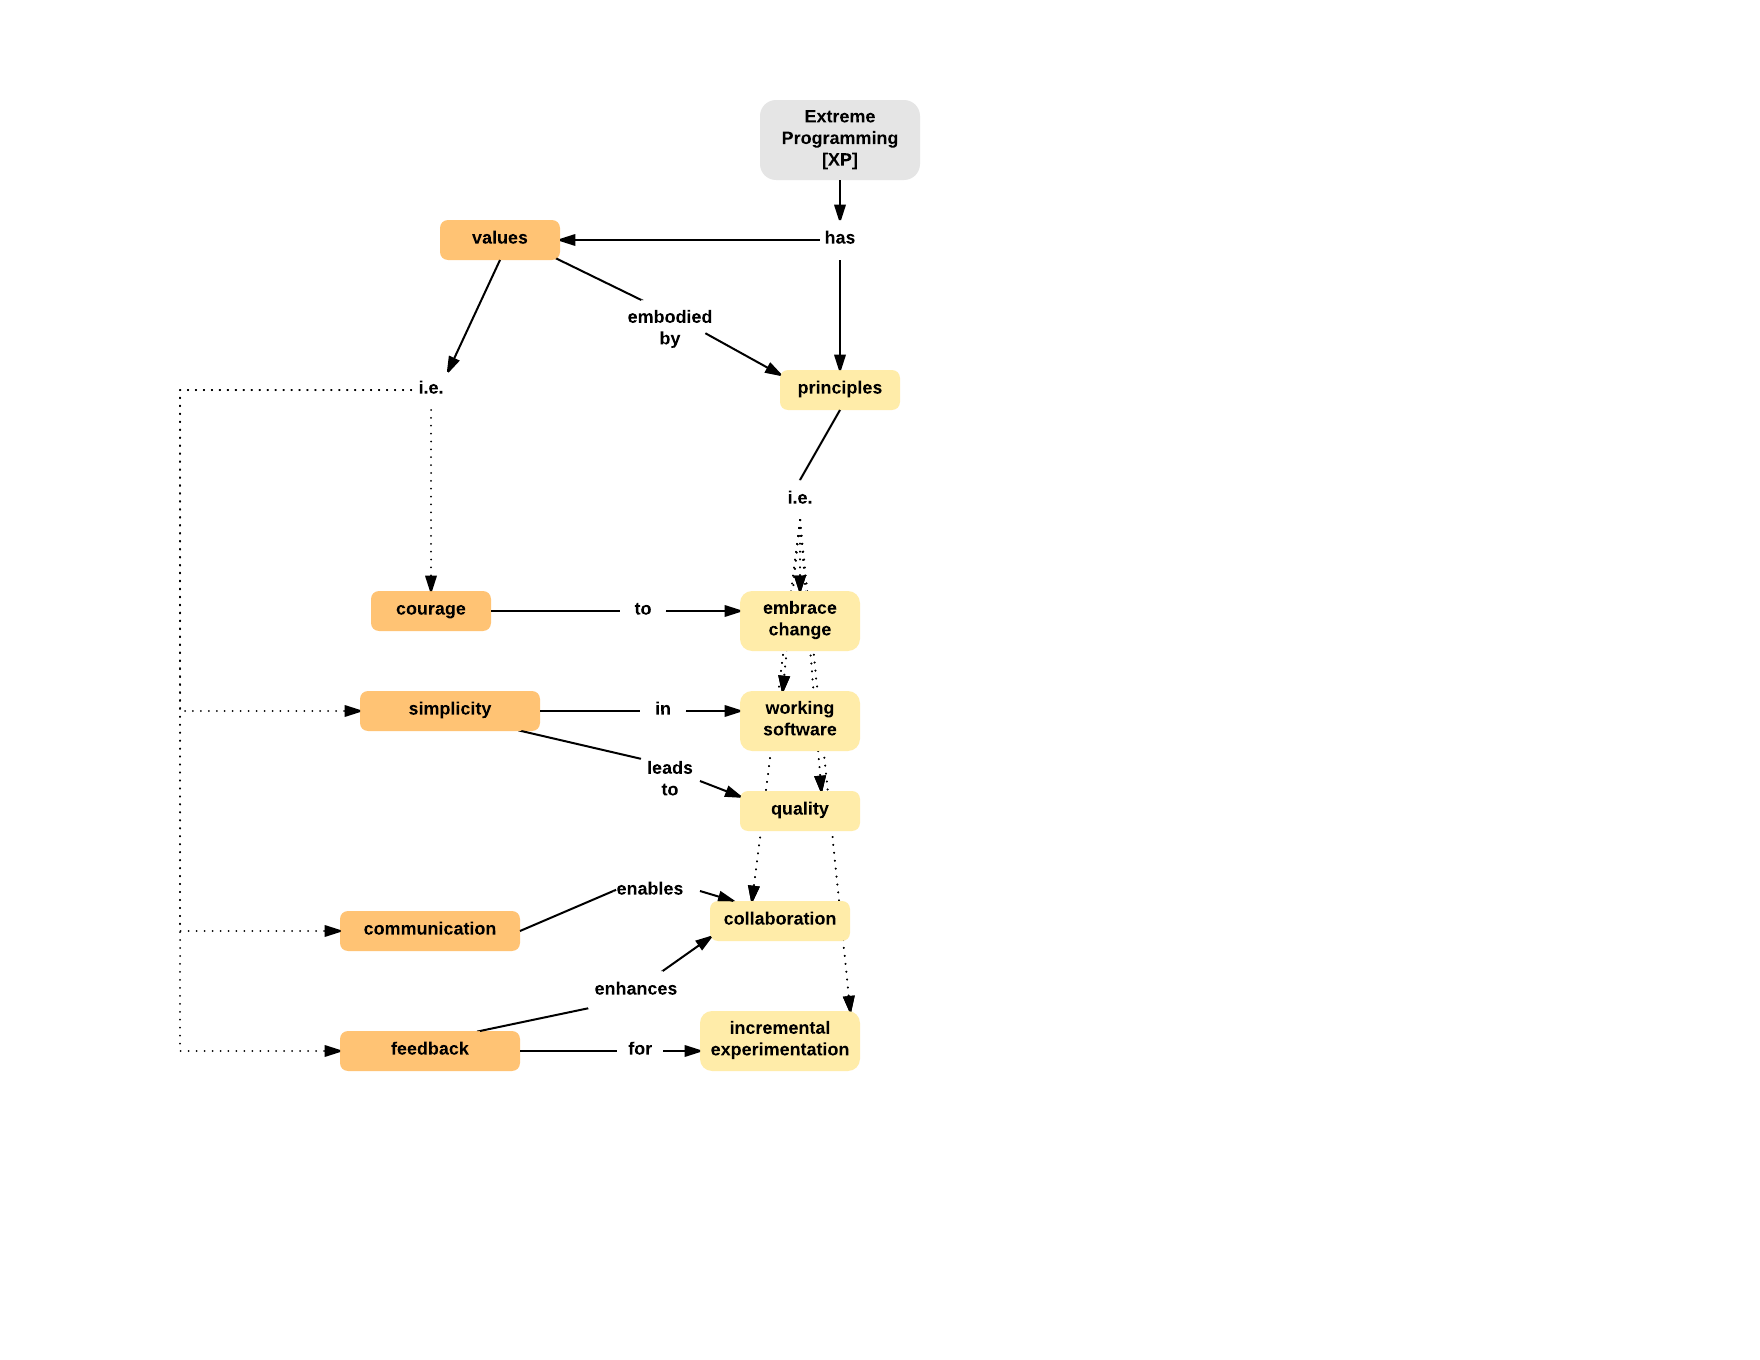 Extreme
Programming
[XP]
values
has
embodied
by
i.e.
principles
i.e.
courage
to
embrace
change
simplicity
in
working
software
leads
to
quality
enables
communication
collaboration
enhances
feedback
for
incremental
experimentation